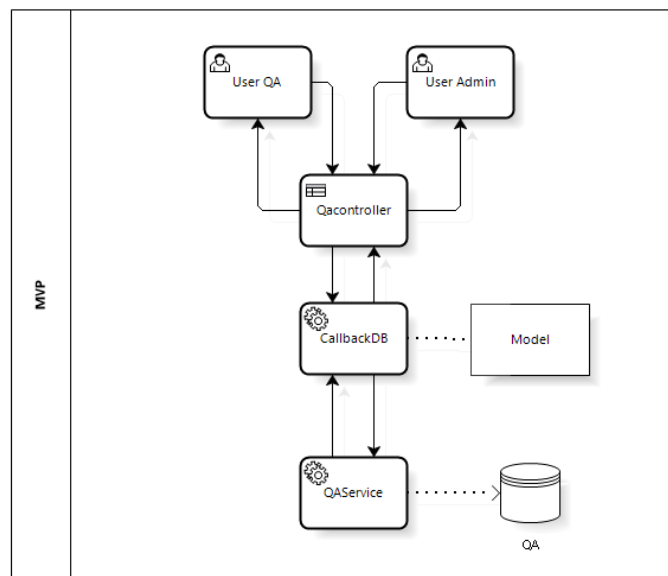 User QA
User Admin
Qacontroller
MVP
CallbackDB
Model
QAService
QA